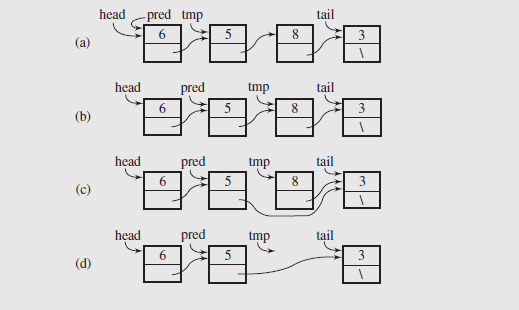 head pred tmp tail
(a) 6 5 8 3
\
head pred tmp tail
(b) 6 5 8 3
\
head pred tmp tail
(c) 6 5 8 3
\
head pred tmp tail
(d) 6 5 3
\